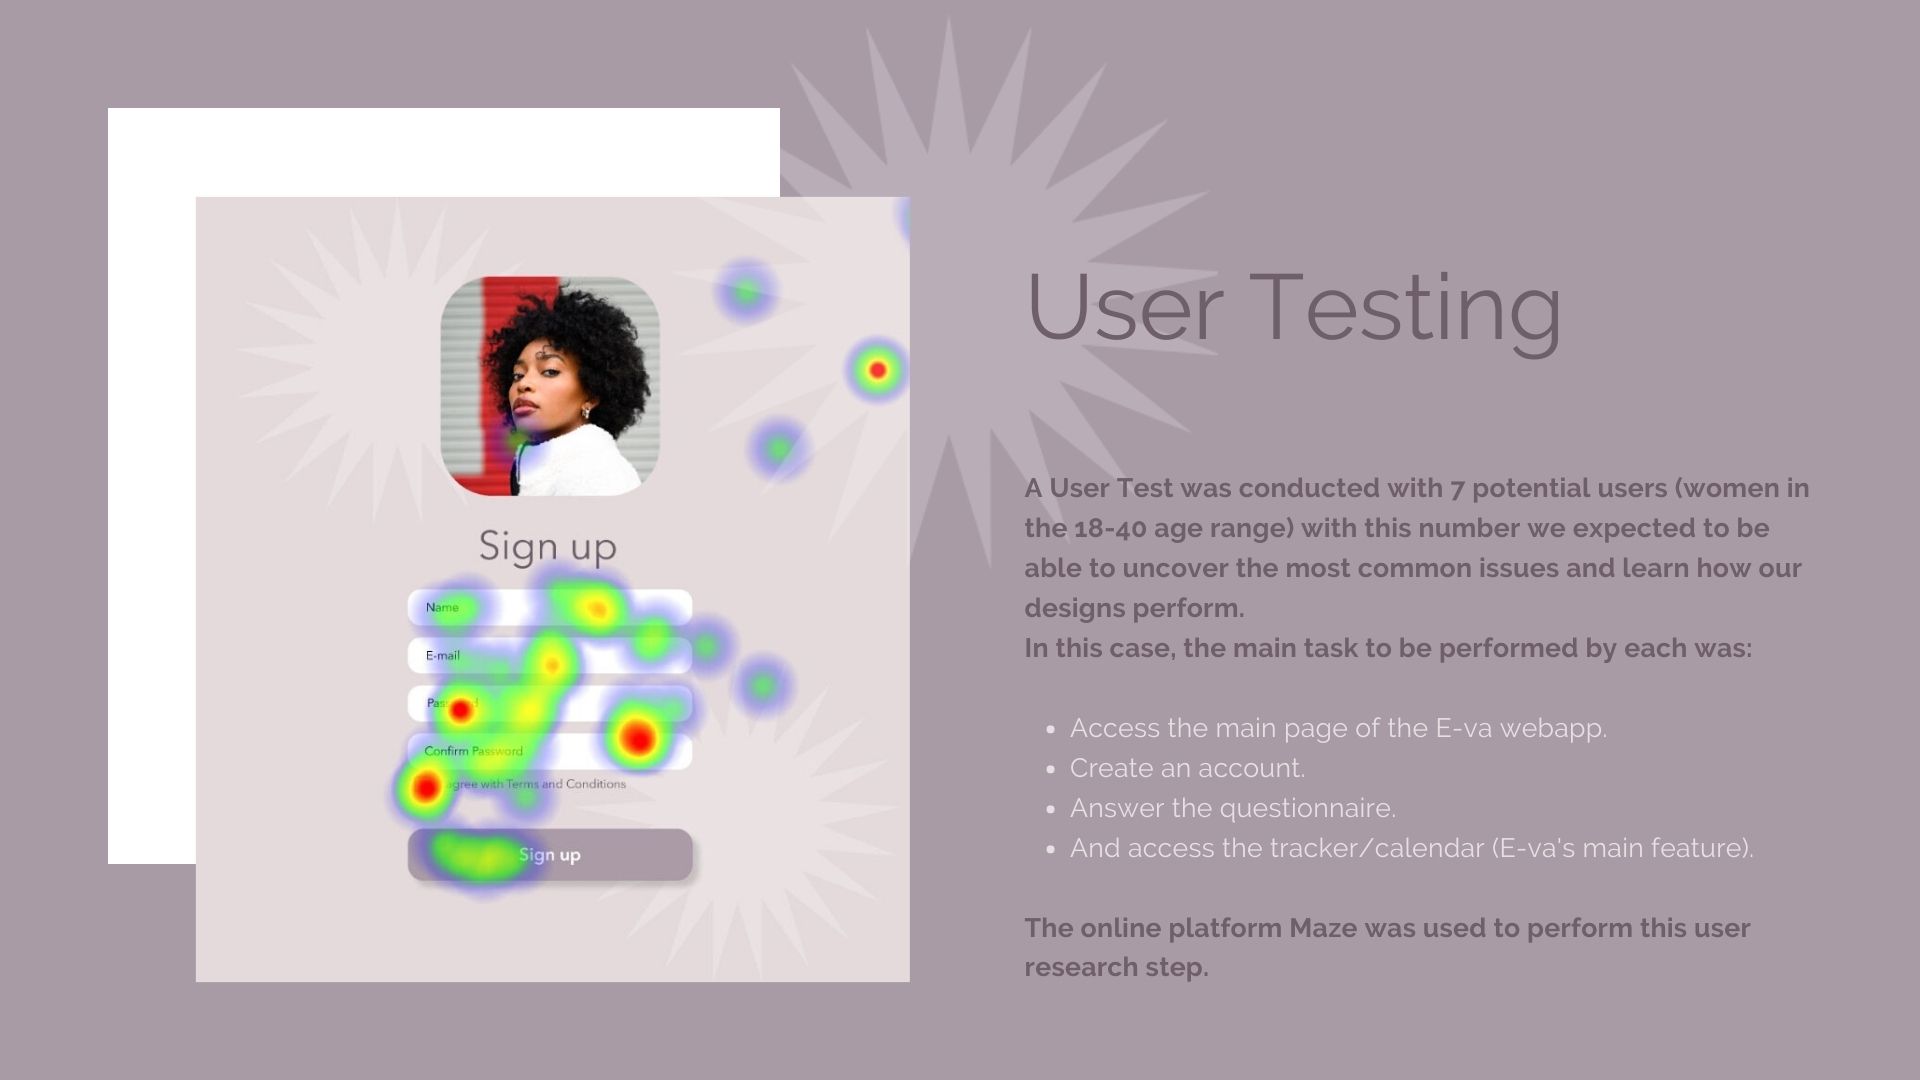 Sign up
Name
E-mail
Confirm Password
agree with Terms and Conditions
Sign up
User Testing
A User Test was conducted with 7 potential users (women in
the 18-40 age range) with this number we expected to be
able to uncover the most common issues and learn how our
designs perform.
In this case, the main task to be performed by each was:
Access the main page of the E-va webapp.
Create an account.
Answer the questionnaire.
And access the tracker/calendar (E-va's main feature).
The online platform Maze was used to perform this user
research step.